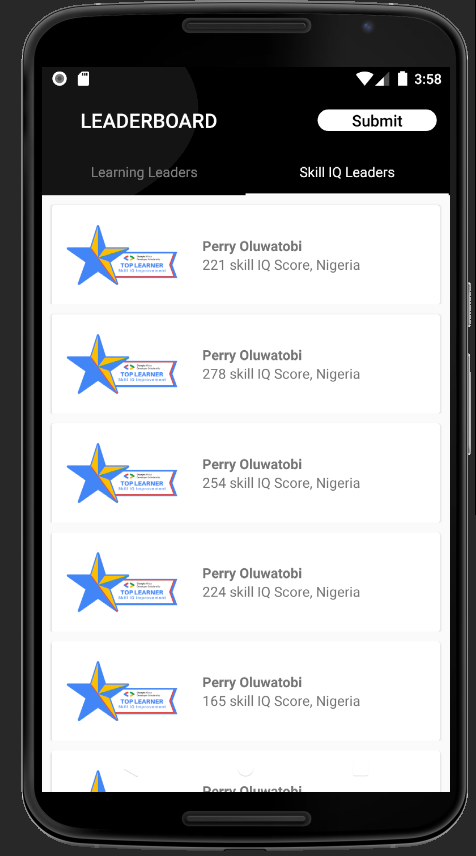 3:58
LEADERBOARD
Submit
Learning Leaders
Skill IQ Leaders
Perry Oluwatobi
221 skill IQ Score, Nigeria
TOP LEARNER
Skill IQ Improvement
Perry Oluwatobi
278 skill IQ Score, Nigeria
TOP LEARNER
Skill IQ Improvement
Perry Oluwatobi
254 skill IQ Score, Nigeria
TOP LEARNER
Skill IQ Improvement
Perry Oluwatobi
224 skill IQ Score, Nigeria
TOP LEARNER
Skill IQ Improvement
Perry Oluwatobi
165 skill IQ Score, Nigeria
TOP LEARNER
Skill IQ Improvement
Perry Oluwatobi